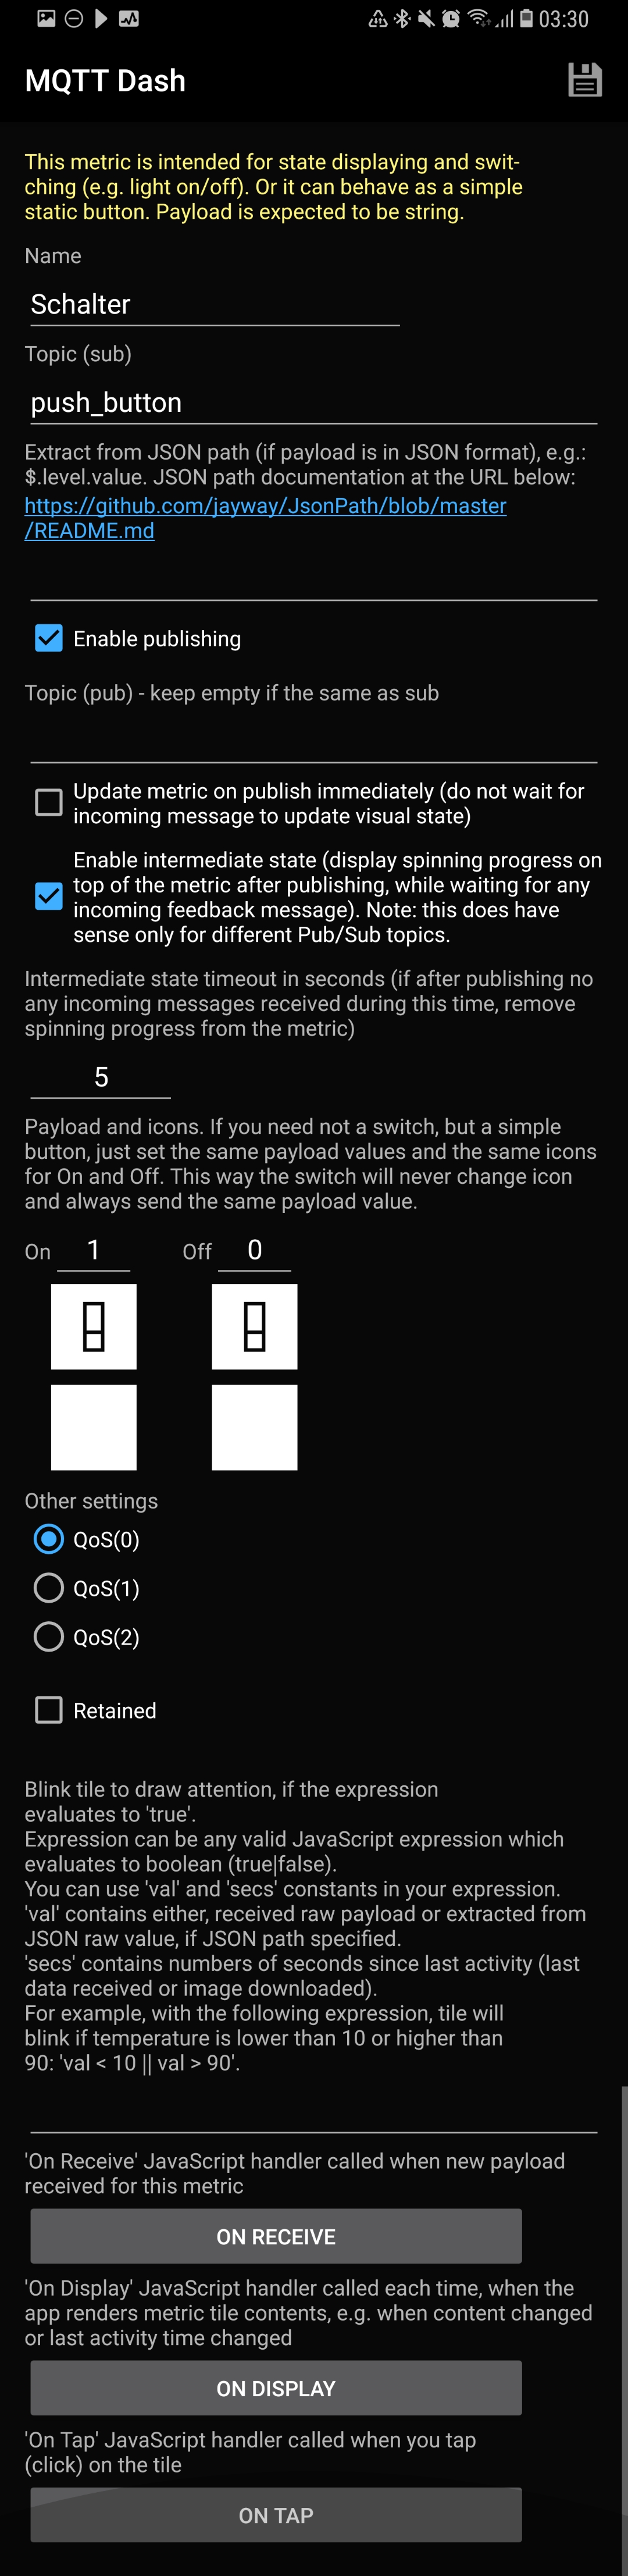 03:30
MQTT Dash
This metric is intended for state displaying and swit-
ching (e.g. light on/off). Or it can behave as a simple
static button. Payload is expected to be string.
Name
Schalter
Topic (sub)
push_button
Extract from JSON path (if payload is in JSON format), e.g.:
$.level.value. JSON path documentation at the URL below:
https://github.com/jayway/JsonPath/blob/master
/README.md
Enable publishing
Topic (pub) - keep empty if the same as sub
Update metric on publish immediately (do not wait for
incoming message to update visual state)
Enable intermediate state (display spinning progress on
top of the metric after publishing, while waiting for any
incoming feedback message). Note: this does have
sense only for different Pub/Sub topics.
Intermediate state timeout in seconds (if after publishing no
any incoming messages received during this time, remove
spinning progress from the metric)
5
Payload and icons. If you need not a switch, but a simple
button, just set the same payload values and the same icons
for On and Off. This way the switch will never change icon
and always send the same payload value.
On 1 Off 0
Other settings
QoS(0)
QoS(1)
QoS(2)
Retained
Blink tile to draw attention, if the expression
evaluates to 'true'.
Expression can be any valid JavaScript expression which
evaluates to boolean (true|false).
You can use 'val' and 'secs' constants in your expression.
'val' contains either, received raw payload or extracted from
JSON raw value, if JSON path specified.
'secs' contains numbers of seconds since last activity (last
data received or image downloaded).
For example, with the following expression, tile will
blink if temperature is lower than 10 or higher than
90: 'val < 10 || val > 90'.
'On Receive' JavaScript handler called when new payload
received for this metric
ON RECEIVE
'On Display' JavaScript handler called each time, when the
app renders metric tile contents, e.g. when content changed
or last activity time changed
ON DISPLAY
'On Tap' JavaScript handler called when you tap
(click) on the tile
ON TAP